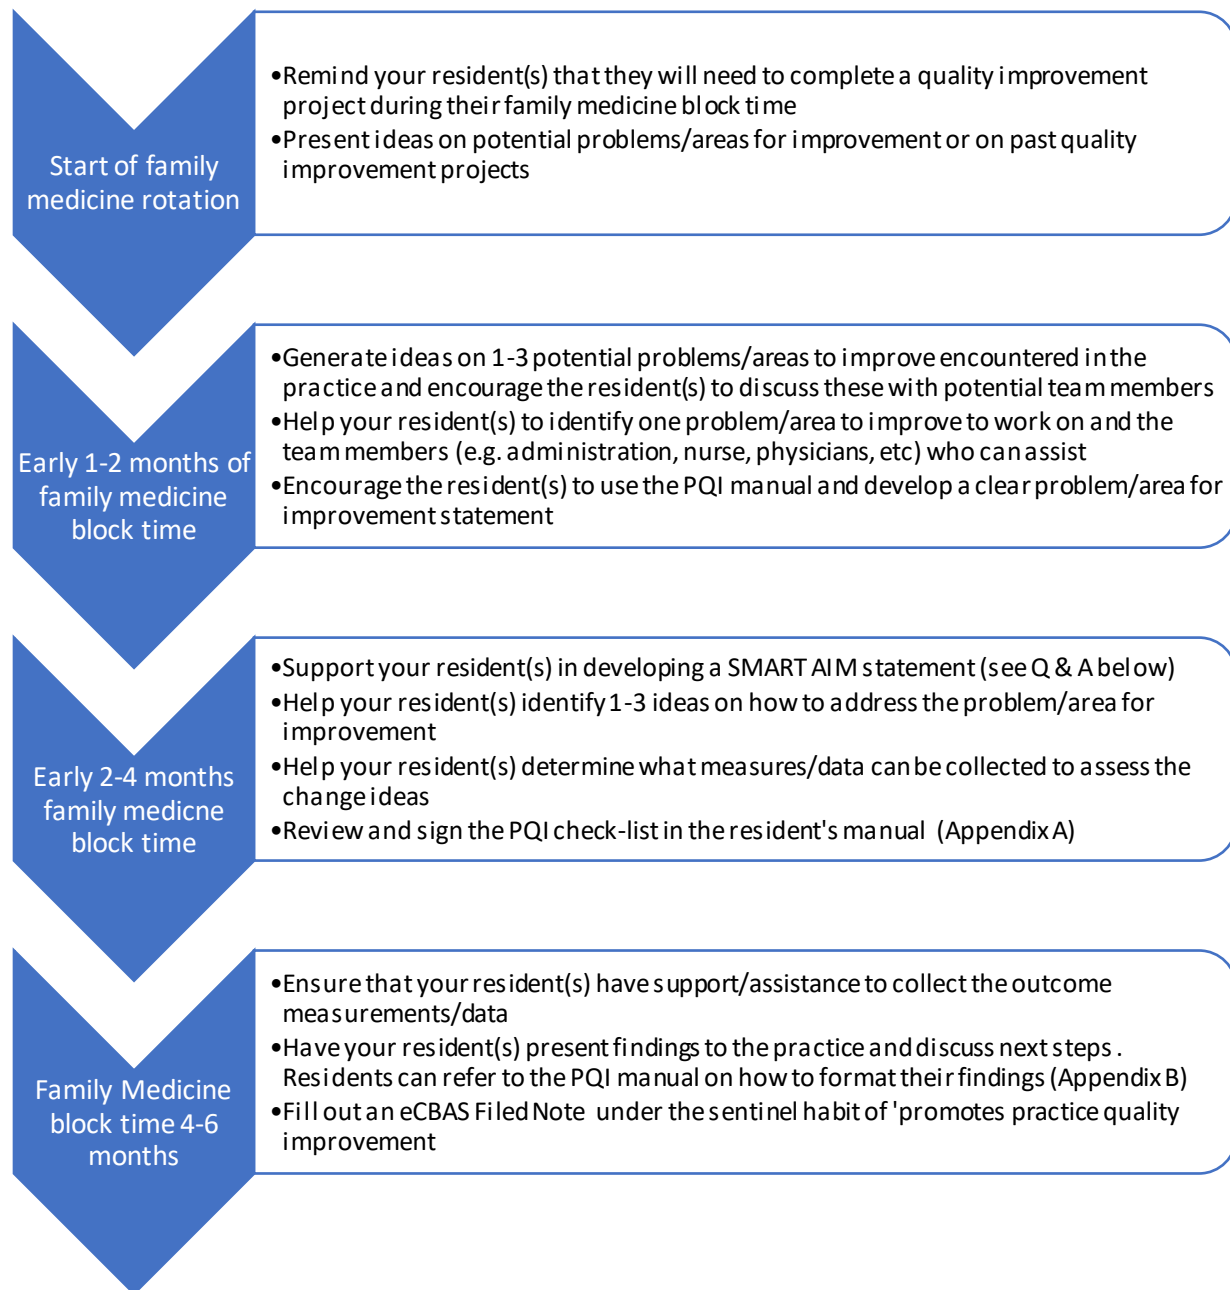 Start of family
medicine rotation
•Remind your resident(s) that they will need to complete a quality improvement
project during their family medicine block time
•Present ideas on potential problems/areas for improvement or on past quality
improvement projects
Early 1-2 months of
family medicine
block time
•Generate ideas on 1-3 potential problems/areas to improve encountered in the
practice and encourage the resident(s) to discuss these with potential team members
•Help your resident(s) to identify one problem/area to improve to work on and the
team members (e.g. administration, nurse, physicians, etc) who can assist
•Encourage the resident(s) to use the PQI manual and develop a clear problem/area for
improvement statement
Early 2-4 months
family medicne
block time
•Support your resident(s) in developing a SMART AIM statement (see Q & A below)
•Help your resident(s) identify 1-3 ideas on how to address the problem/area for
improvement
•Help your resident(s) determine what measures/data can be collected to assess the
change ideas
•Review and sign the PQI check-list in the resident's manual (Appendix A)
Family Medicine
block time 4-6
months
•Ensure that your resident(s) have support/assistance to collect the outcome
measurements/data
•Have your resident(s) present findings to the practice and discuss next steps.
Residents can refer to the PQI manual on how to format their findings (Appendix B)
•Fill out an eCBAS Filed Note under the sentinel habit of 'promotes practice quality
improvement